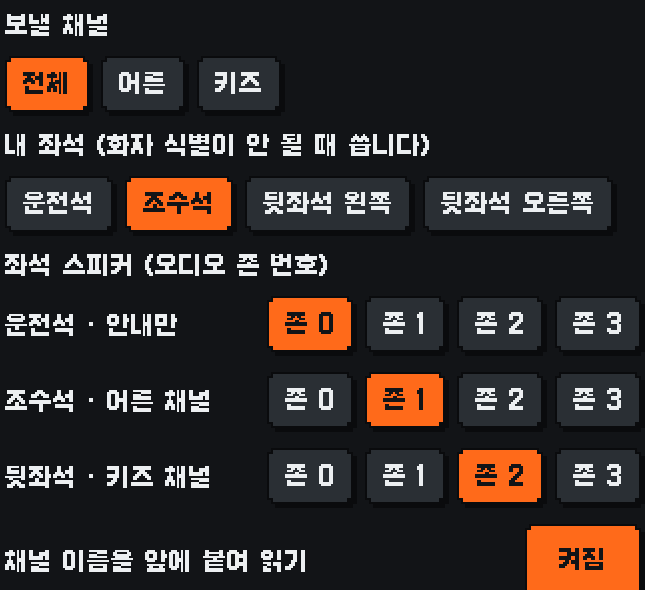 보낼 채널
전체 어른 키즈
내 좌석 (화자 식별이 안 될 때 씁니다)
운전석 조수석 뒷좌석 왼쪽 뒷좌석 오른쪽
좌석 스피커 (오디오 존 번호)
운전석 · 안내만 존 0 존 1 존 2 존 3
조수석 · 어른 채널 존 0 존 1 존 2 존 3
뒷좌석 · 키즈 채널 존 0 존 1 존 2 존 3
채널 이름을 앞에 붙여 읽기 켜짐